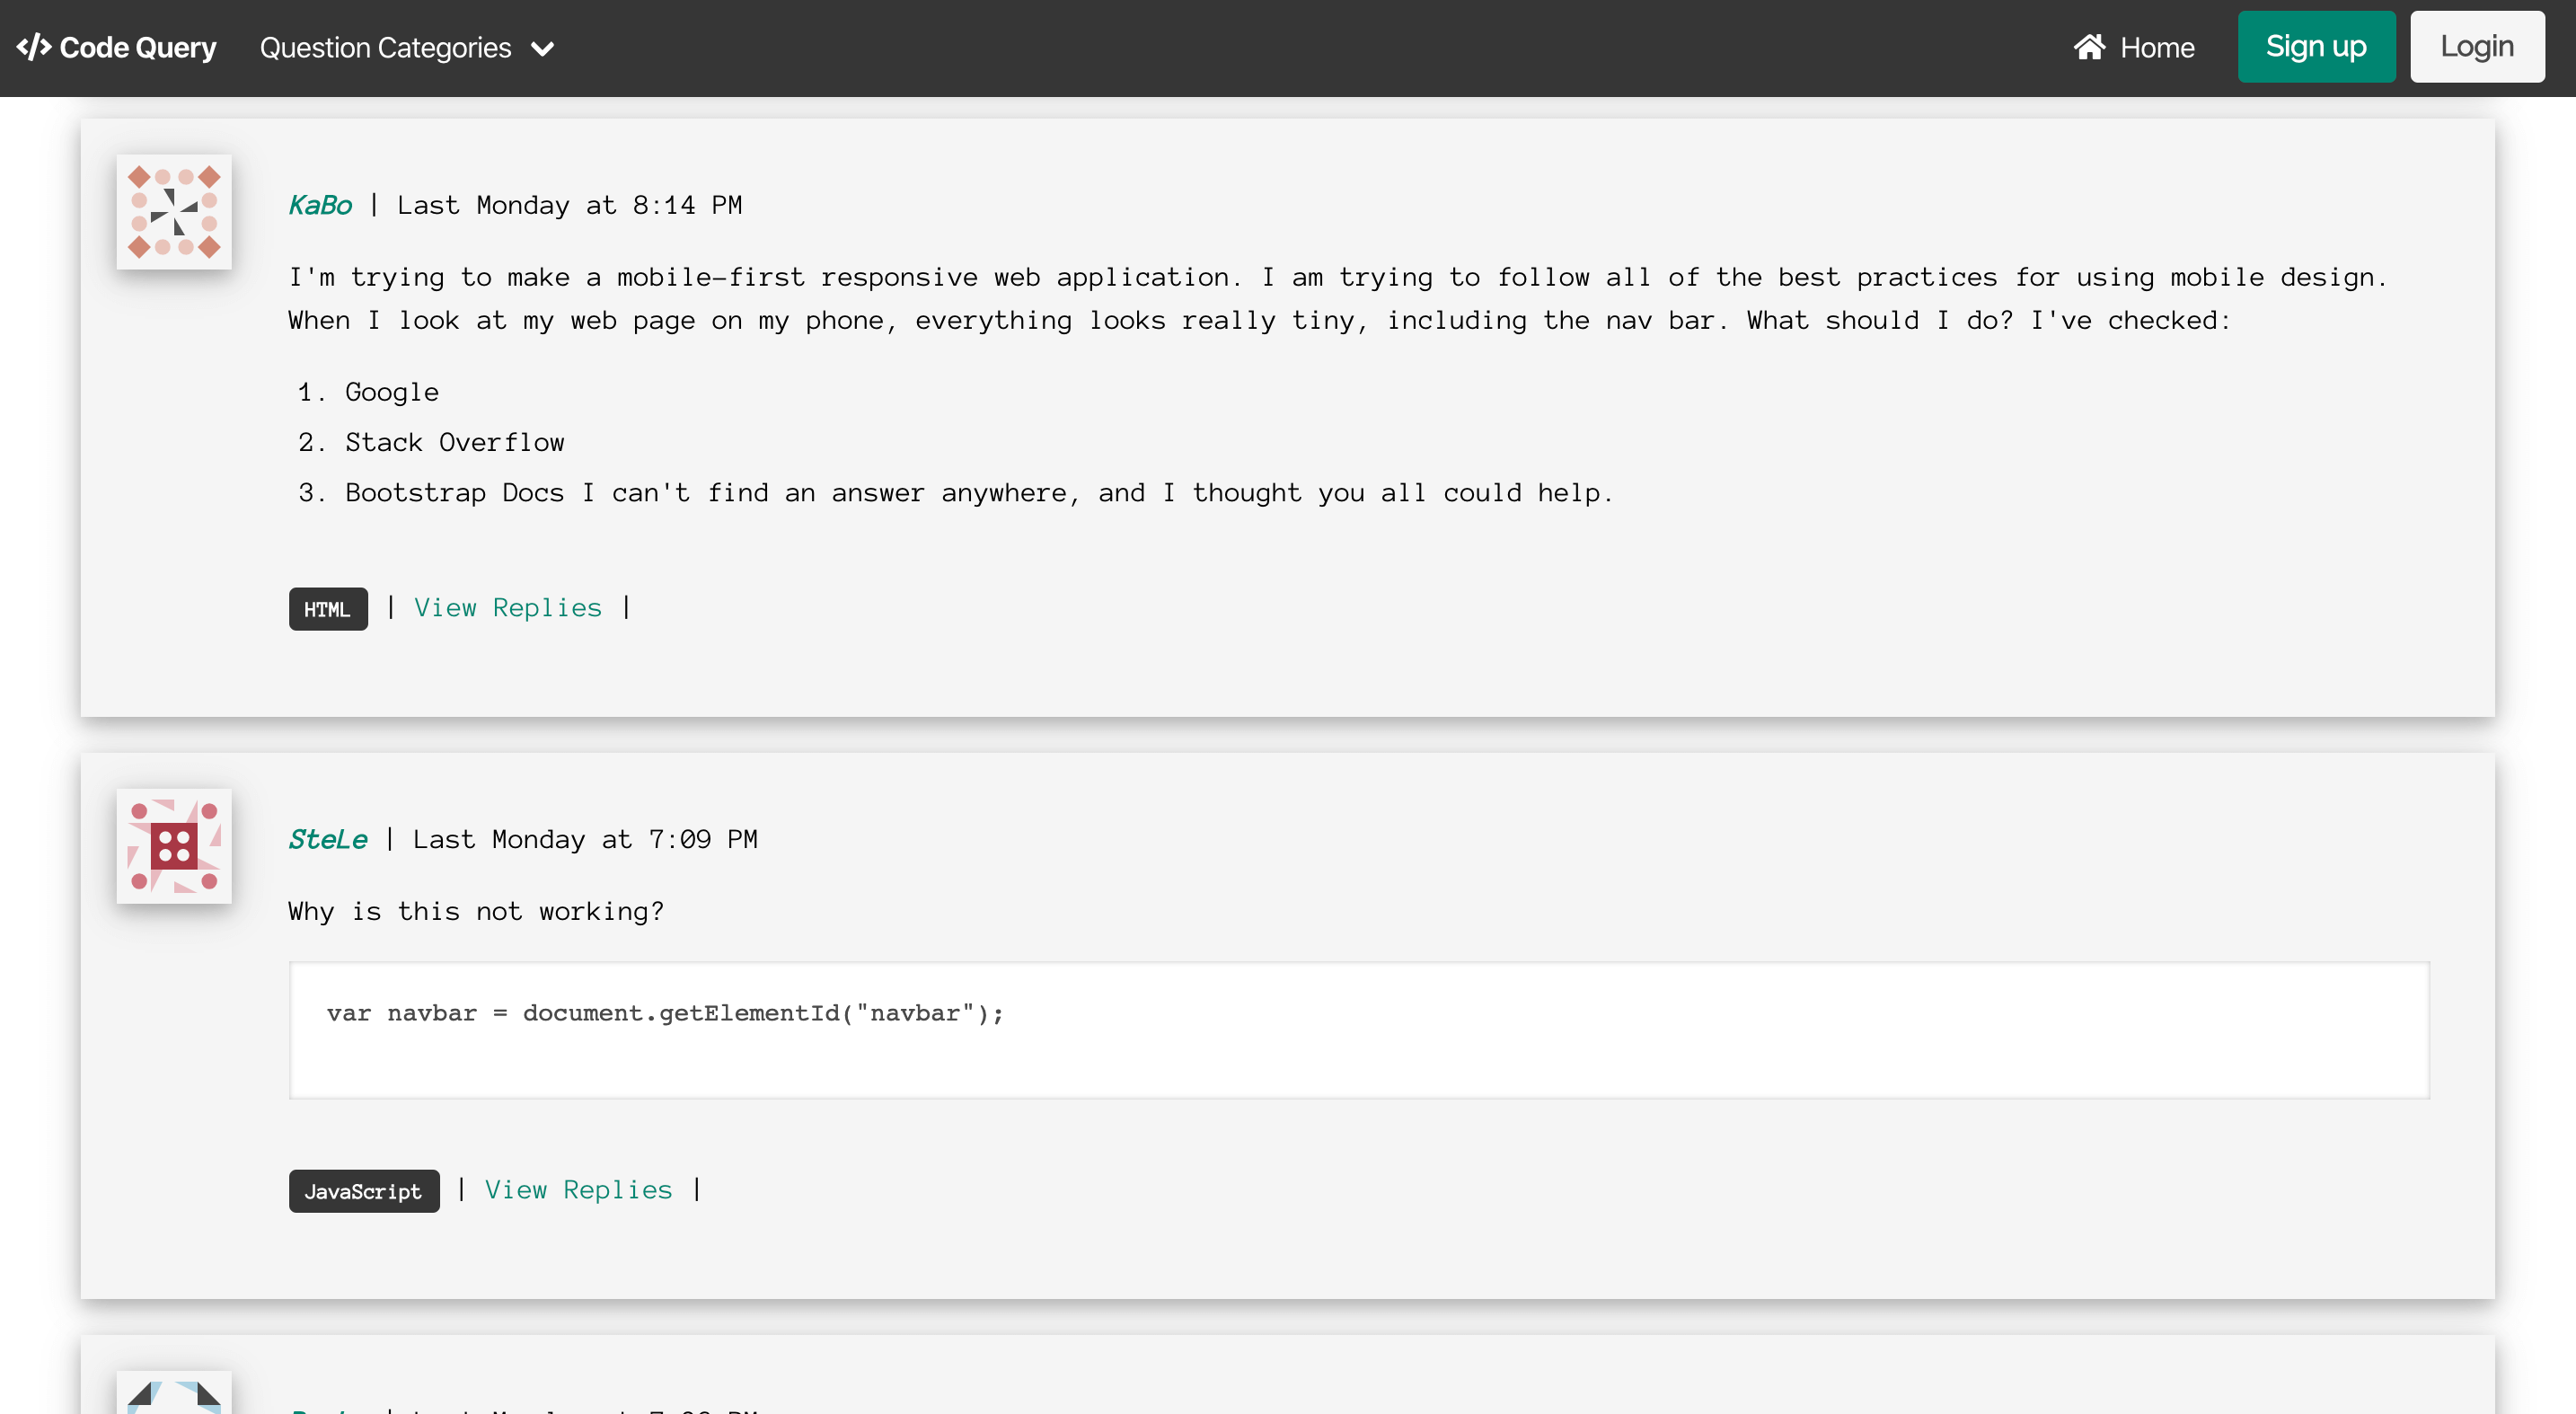 </> Code Query Question Categories Home Sign up Login
KaBo | Last Monday at 8:14 PM
I'm trying to make a mobile-first responsive web application. I am trying to follow all of the best practices for using mobile design.
When I look at my web page on my phone, everything looks really tiny, including the nav bar. What should I do? I've checked:
1. Google
2. Stack Overflow
3. Bootstrap Docs I can't find an answer anywhere, and I thought you all could help.
HTML | View Replies |
SteLe | Last Monday at 7:09 PM
Why is this not working?
var navbar = document.getElementId("navbar");
JavaScript | View Replies |